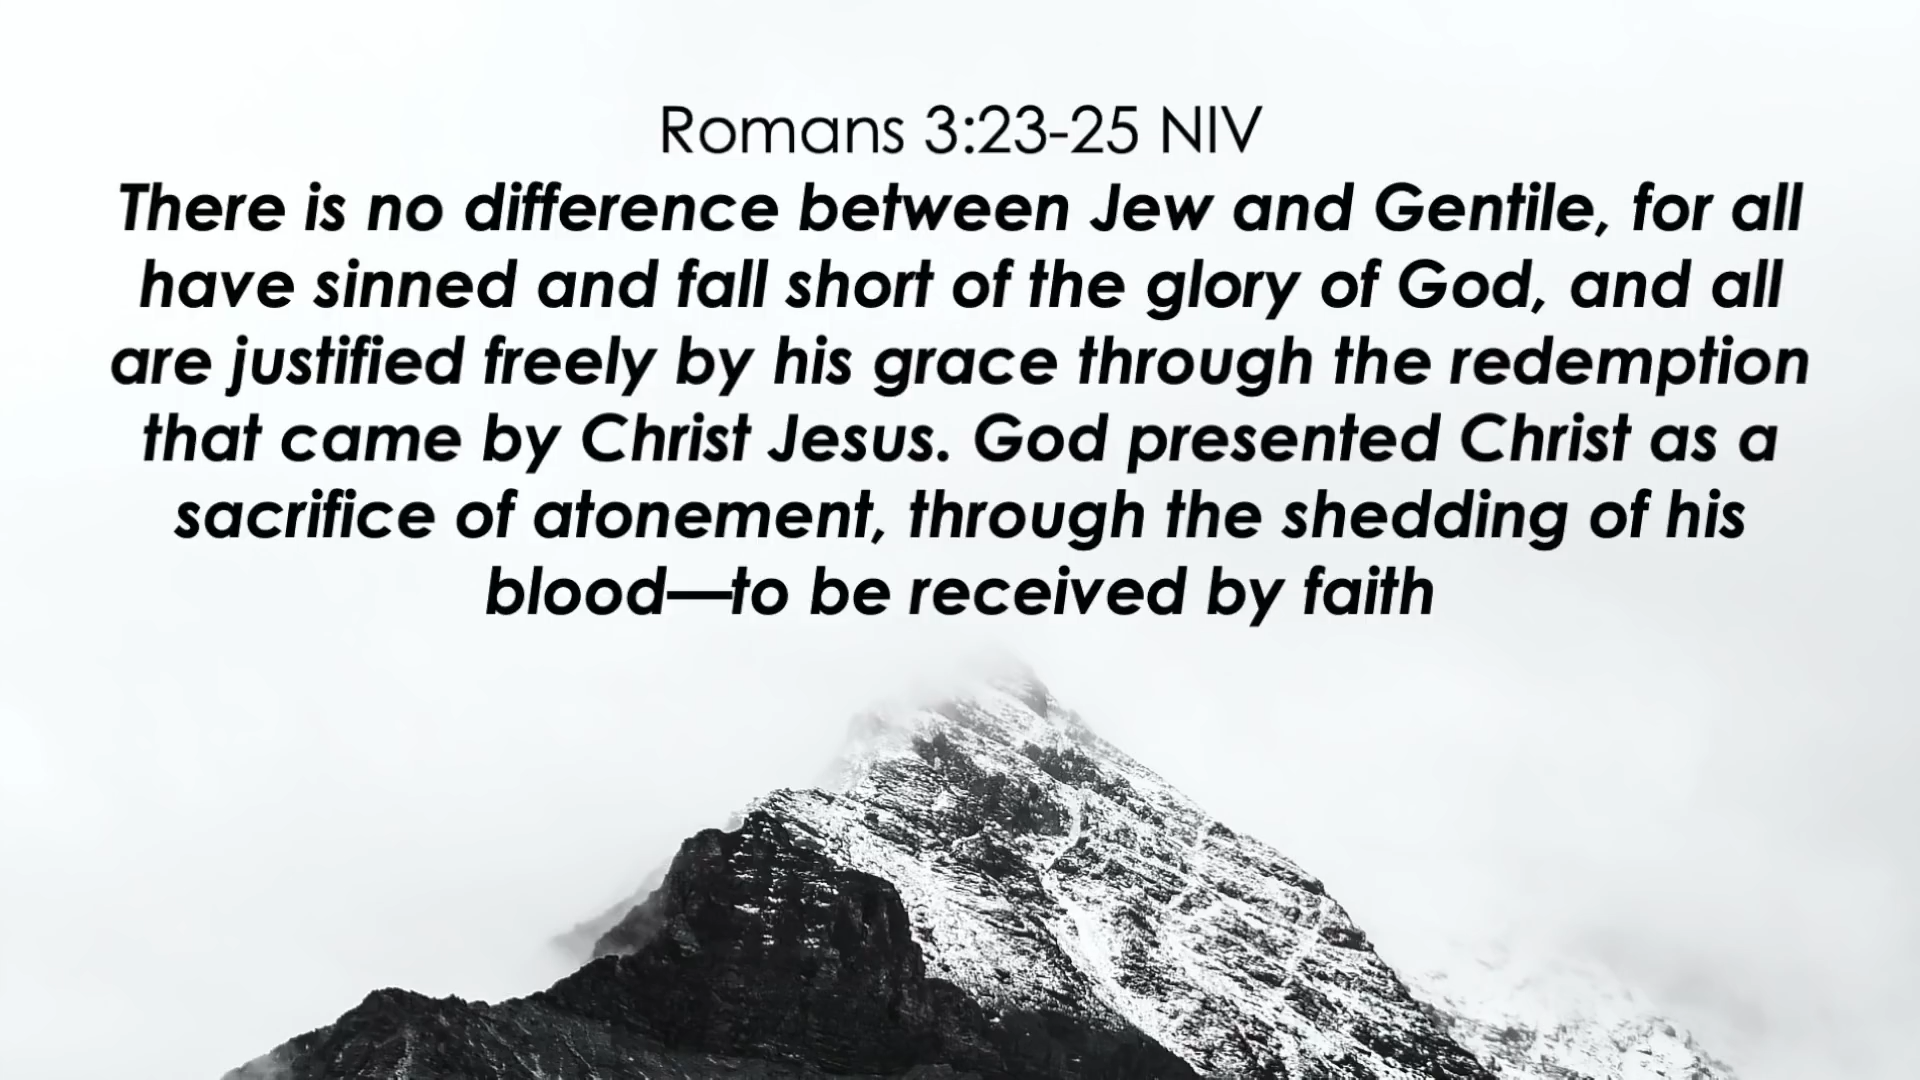 Romans 3:23-25 NIV
There is no difference between Jew and Gentile, for all
have sinned and fall short of the glory of God, and all
are justified freely by his grace through the redemption
that came by Christ Jesus. God presented Christ as a
sacrifice of atonement, through the shedding of his
blood—to be received by faith